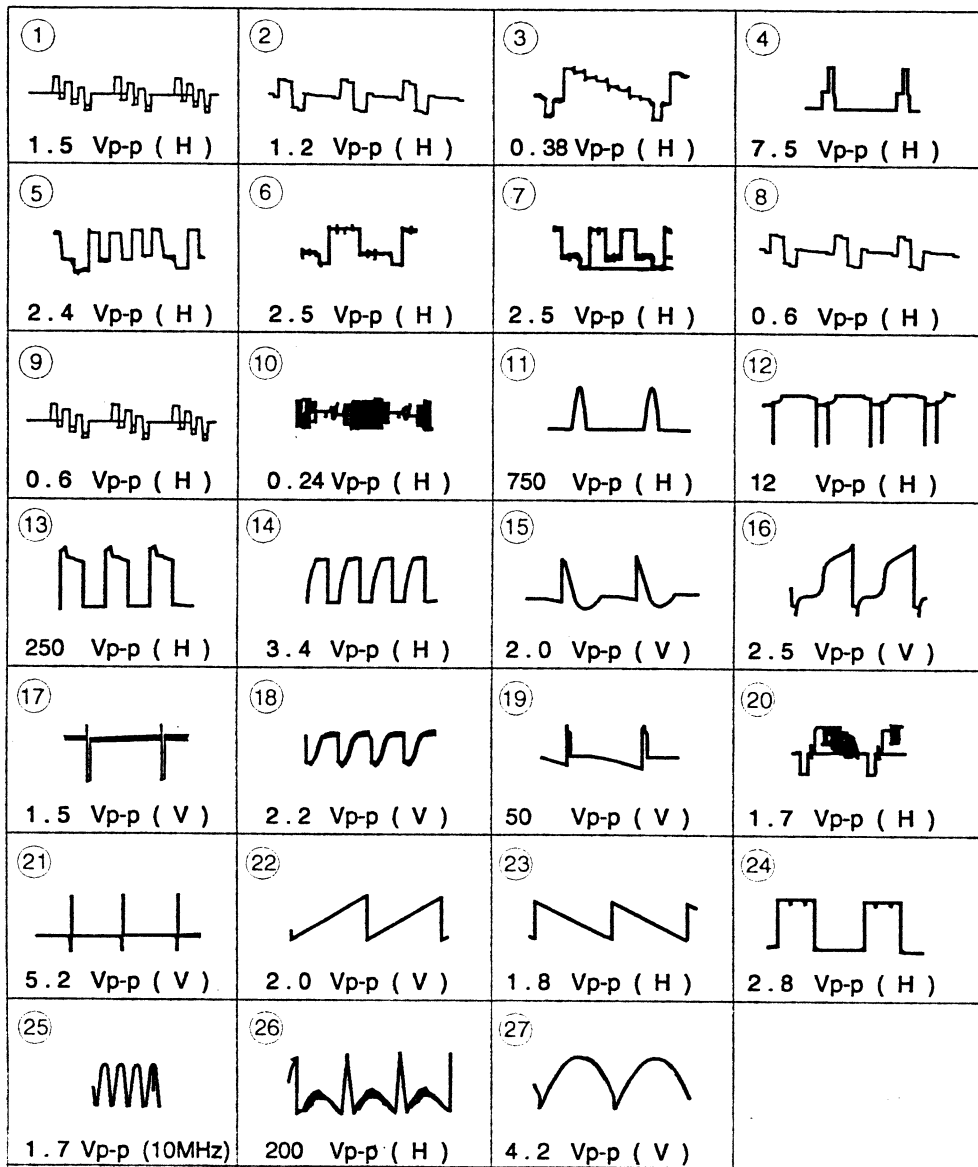 ① ② ③ ④
1.5 Vp-p ( H ) 1.2 Vp-p ( H ) 0.38 Vp-p ( H ) 7.5 Vp-p ( H )
⑤ ⑥ ⑦ ⑧
2.4 Vp-p ( H ) 2.5 Vp-p ( H ) 2.5 Vp-p ( H ) 0.6 Vp-p ( H )
⑨ ⑩ ⑪ ⑫
0.6 Vp-p ( H ) 0.24 Vp-p ( H ) 750 Vp-p ( H ) 12 Vp-p ( H )
⑬ ⑭ ⑮ ⑯
250 Vp-p ( H ) 3.4 Vp-p ( H ) 2.0 Vp-p ( V ) 2.5 Vp-p ( V )
⑰ ⑱ ⑲ ⑳
1.5 Vp-p ( V ) 2.2 Vp-p ( V ) 50 Vp-p ( V ) 1.7 Vp-p ( H )
㉑ ㉒ ㉓ ㉔
5.2 Vp-p ( V ) 2.0 Vp-p ( V ) 1.8 Vp-p ( H ) 2.8 Vp-p ( H )
㉕ ㉖ ㉗
1.7 Vp-p (10MHz) 200 Vp-p ( H ) 4.2 Vp-p ( V )